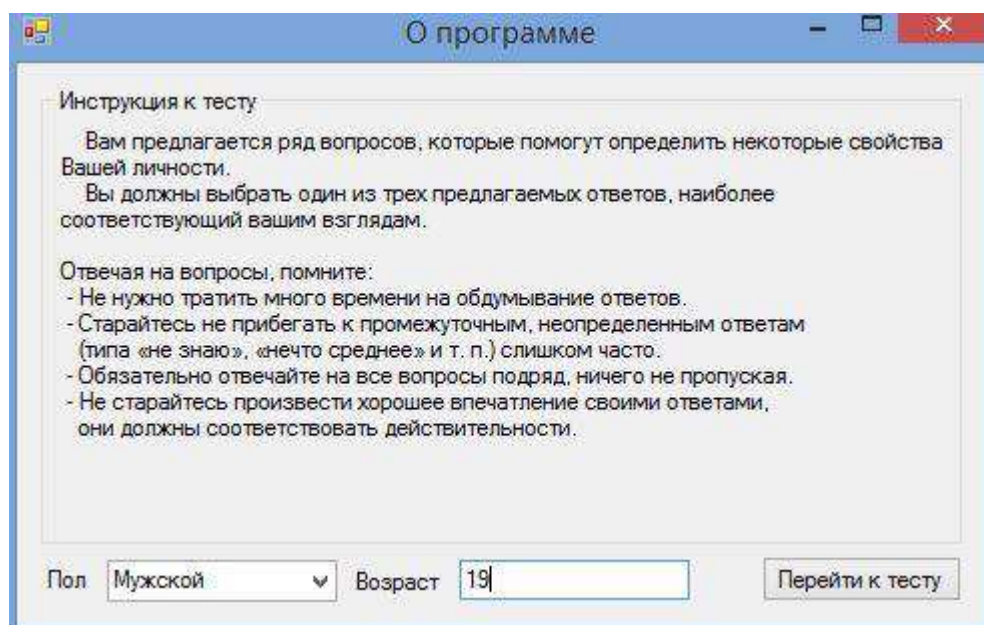 О программе
Инструкция к тесту
Вам предлагается ряд вопросов, которые помогут определить некоторые свойства
Вашей личности.
Вы должны выбрать один из трех предлагаемых ответов, наиболее
соответствующий вашим взглядам.
Отвечая на вопросы, помните:
- Не нужно тратить много времени на обдумывание ответов.
- Старайтесь не прибегать к промежуточным, неопределенным ответам
(типа «не знаю», «нечто среднее» и т. п.) слишком часто.
- Обязательно отвечайте на все вопросы подряд, ничего не пропуская.
- Не старайтесь произвести хорошее впечатление своими ответами,
они должны соответствовать действительности.
Пол Мужской Возраст 19 Перейти к тесту